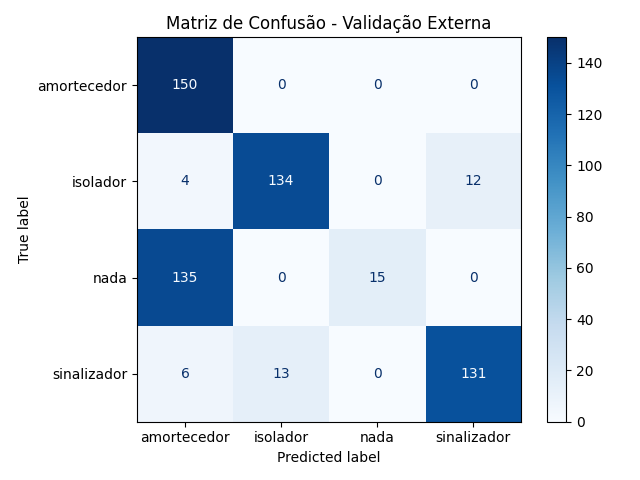 Matriz de Confusão - Validação Externa
amortecedor 150 0 0 0
isolador 4 134 0 12
nada 135 0 15 0
sinalizador 6 13 0 131
amortecedor isolador nada sinalizador
Predicted label
True label
140
120
100
80
60
40
20
0